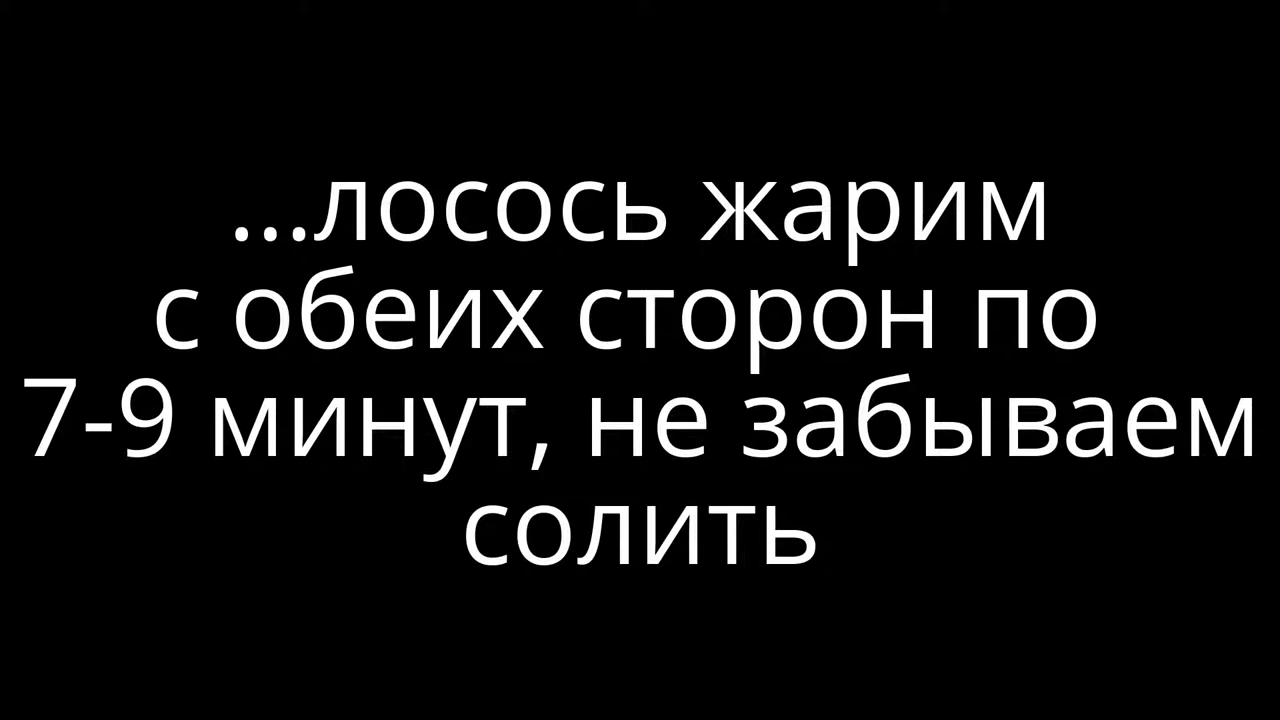 ...лосось жарим
с обеих сторон по
7-9 минут, не забываем
солить